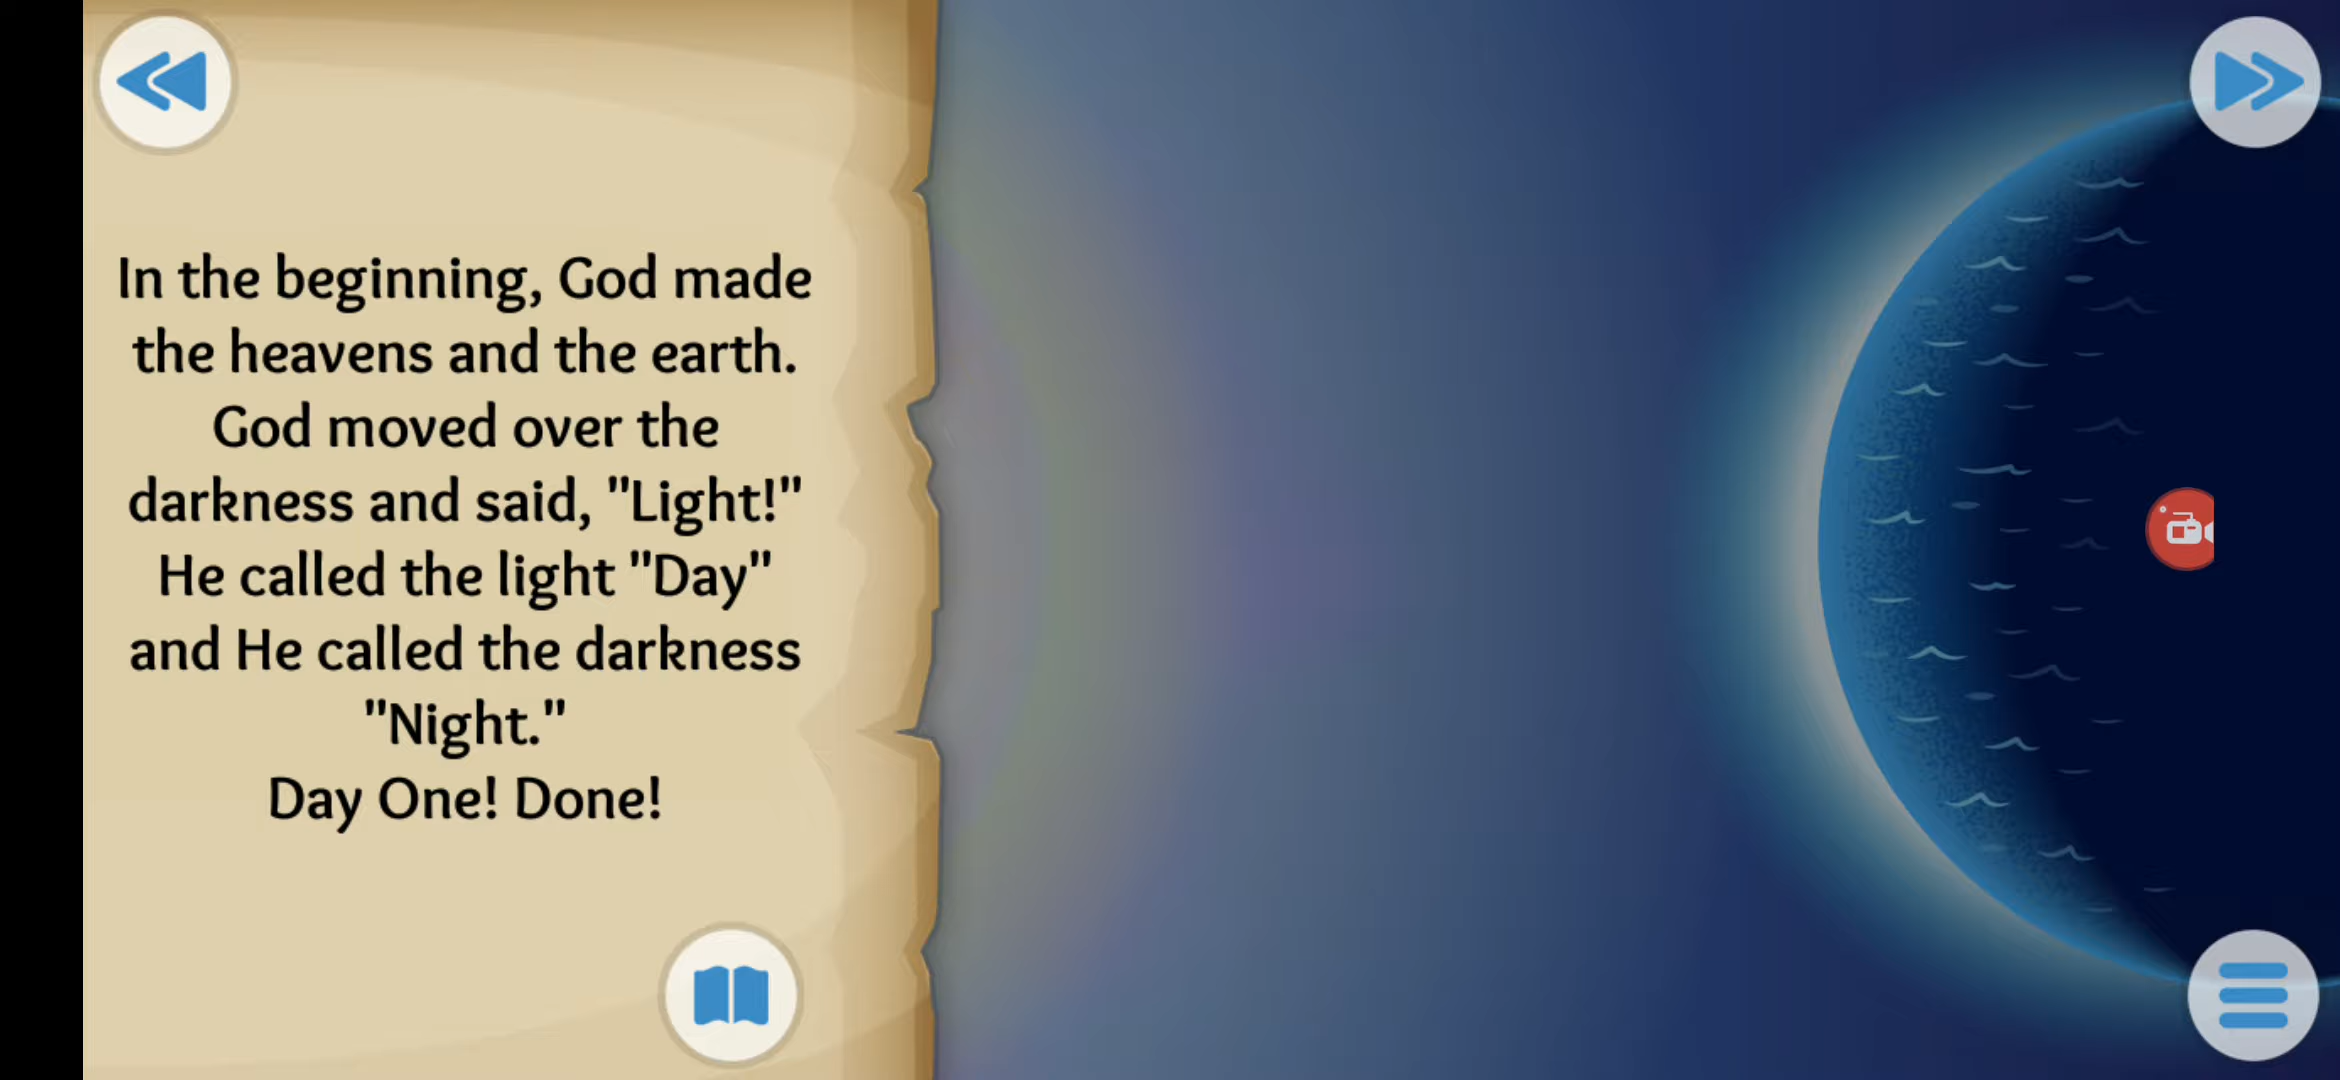 In the beginning, God made
the heavens and the earth.
God moved over the
darkness and said, "Light!"
He called the light "Day"
and He called the darkness
"Night."
Day One! Done!